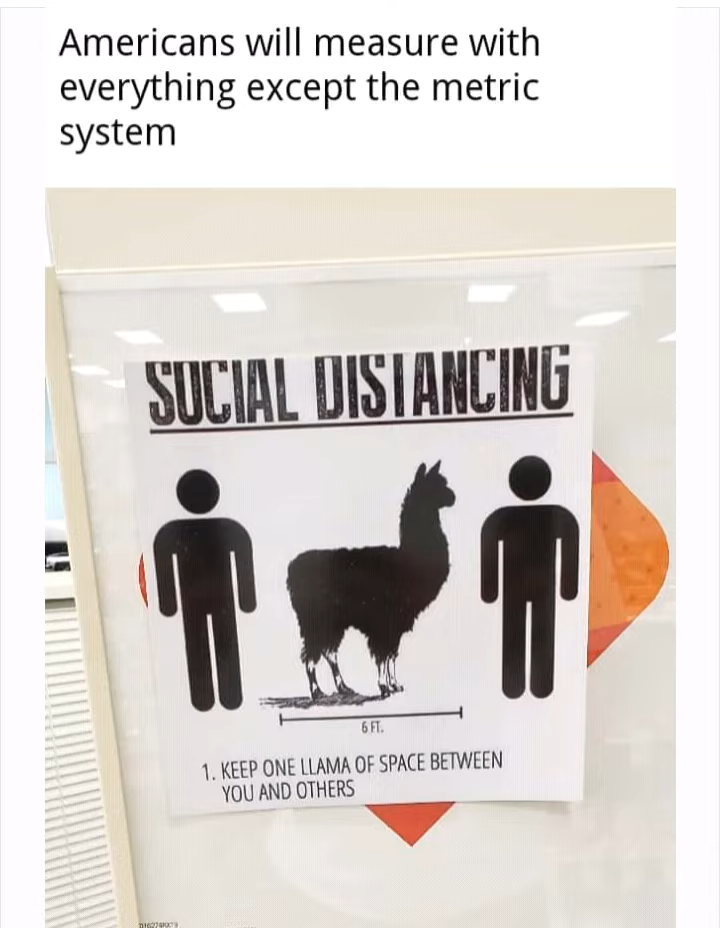 Americans will measure with
everything except the metric
system
SOCIAL DISTANCING
6 FT.
1. KEEP ONE LLAMA OF SPACE BETWEEN
YOU AND OTHERS